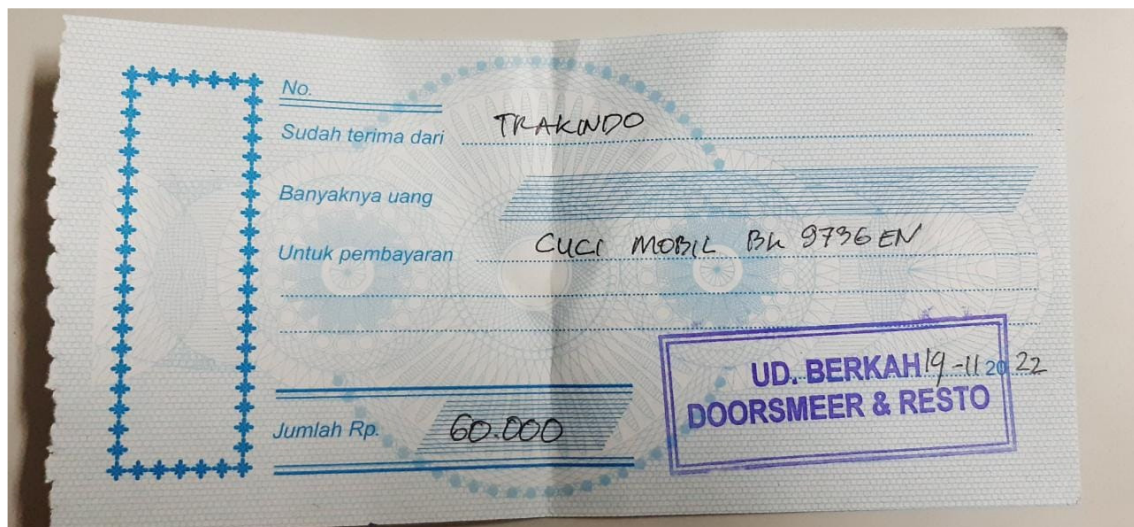 No.
Sudah terima dari TRAKINDO
Banyaknya uang
Untuk pembayaran CUCI MOBIL BK 9736 EN
UD. BERKAH 19-11 20 22
DOORSMEER & RESTO
Jumlah Rp. 60.000